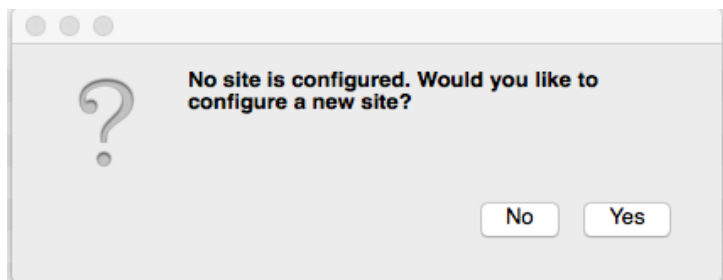 No site is configured. Would you like to
configure a new site?
No
Yes